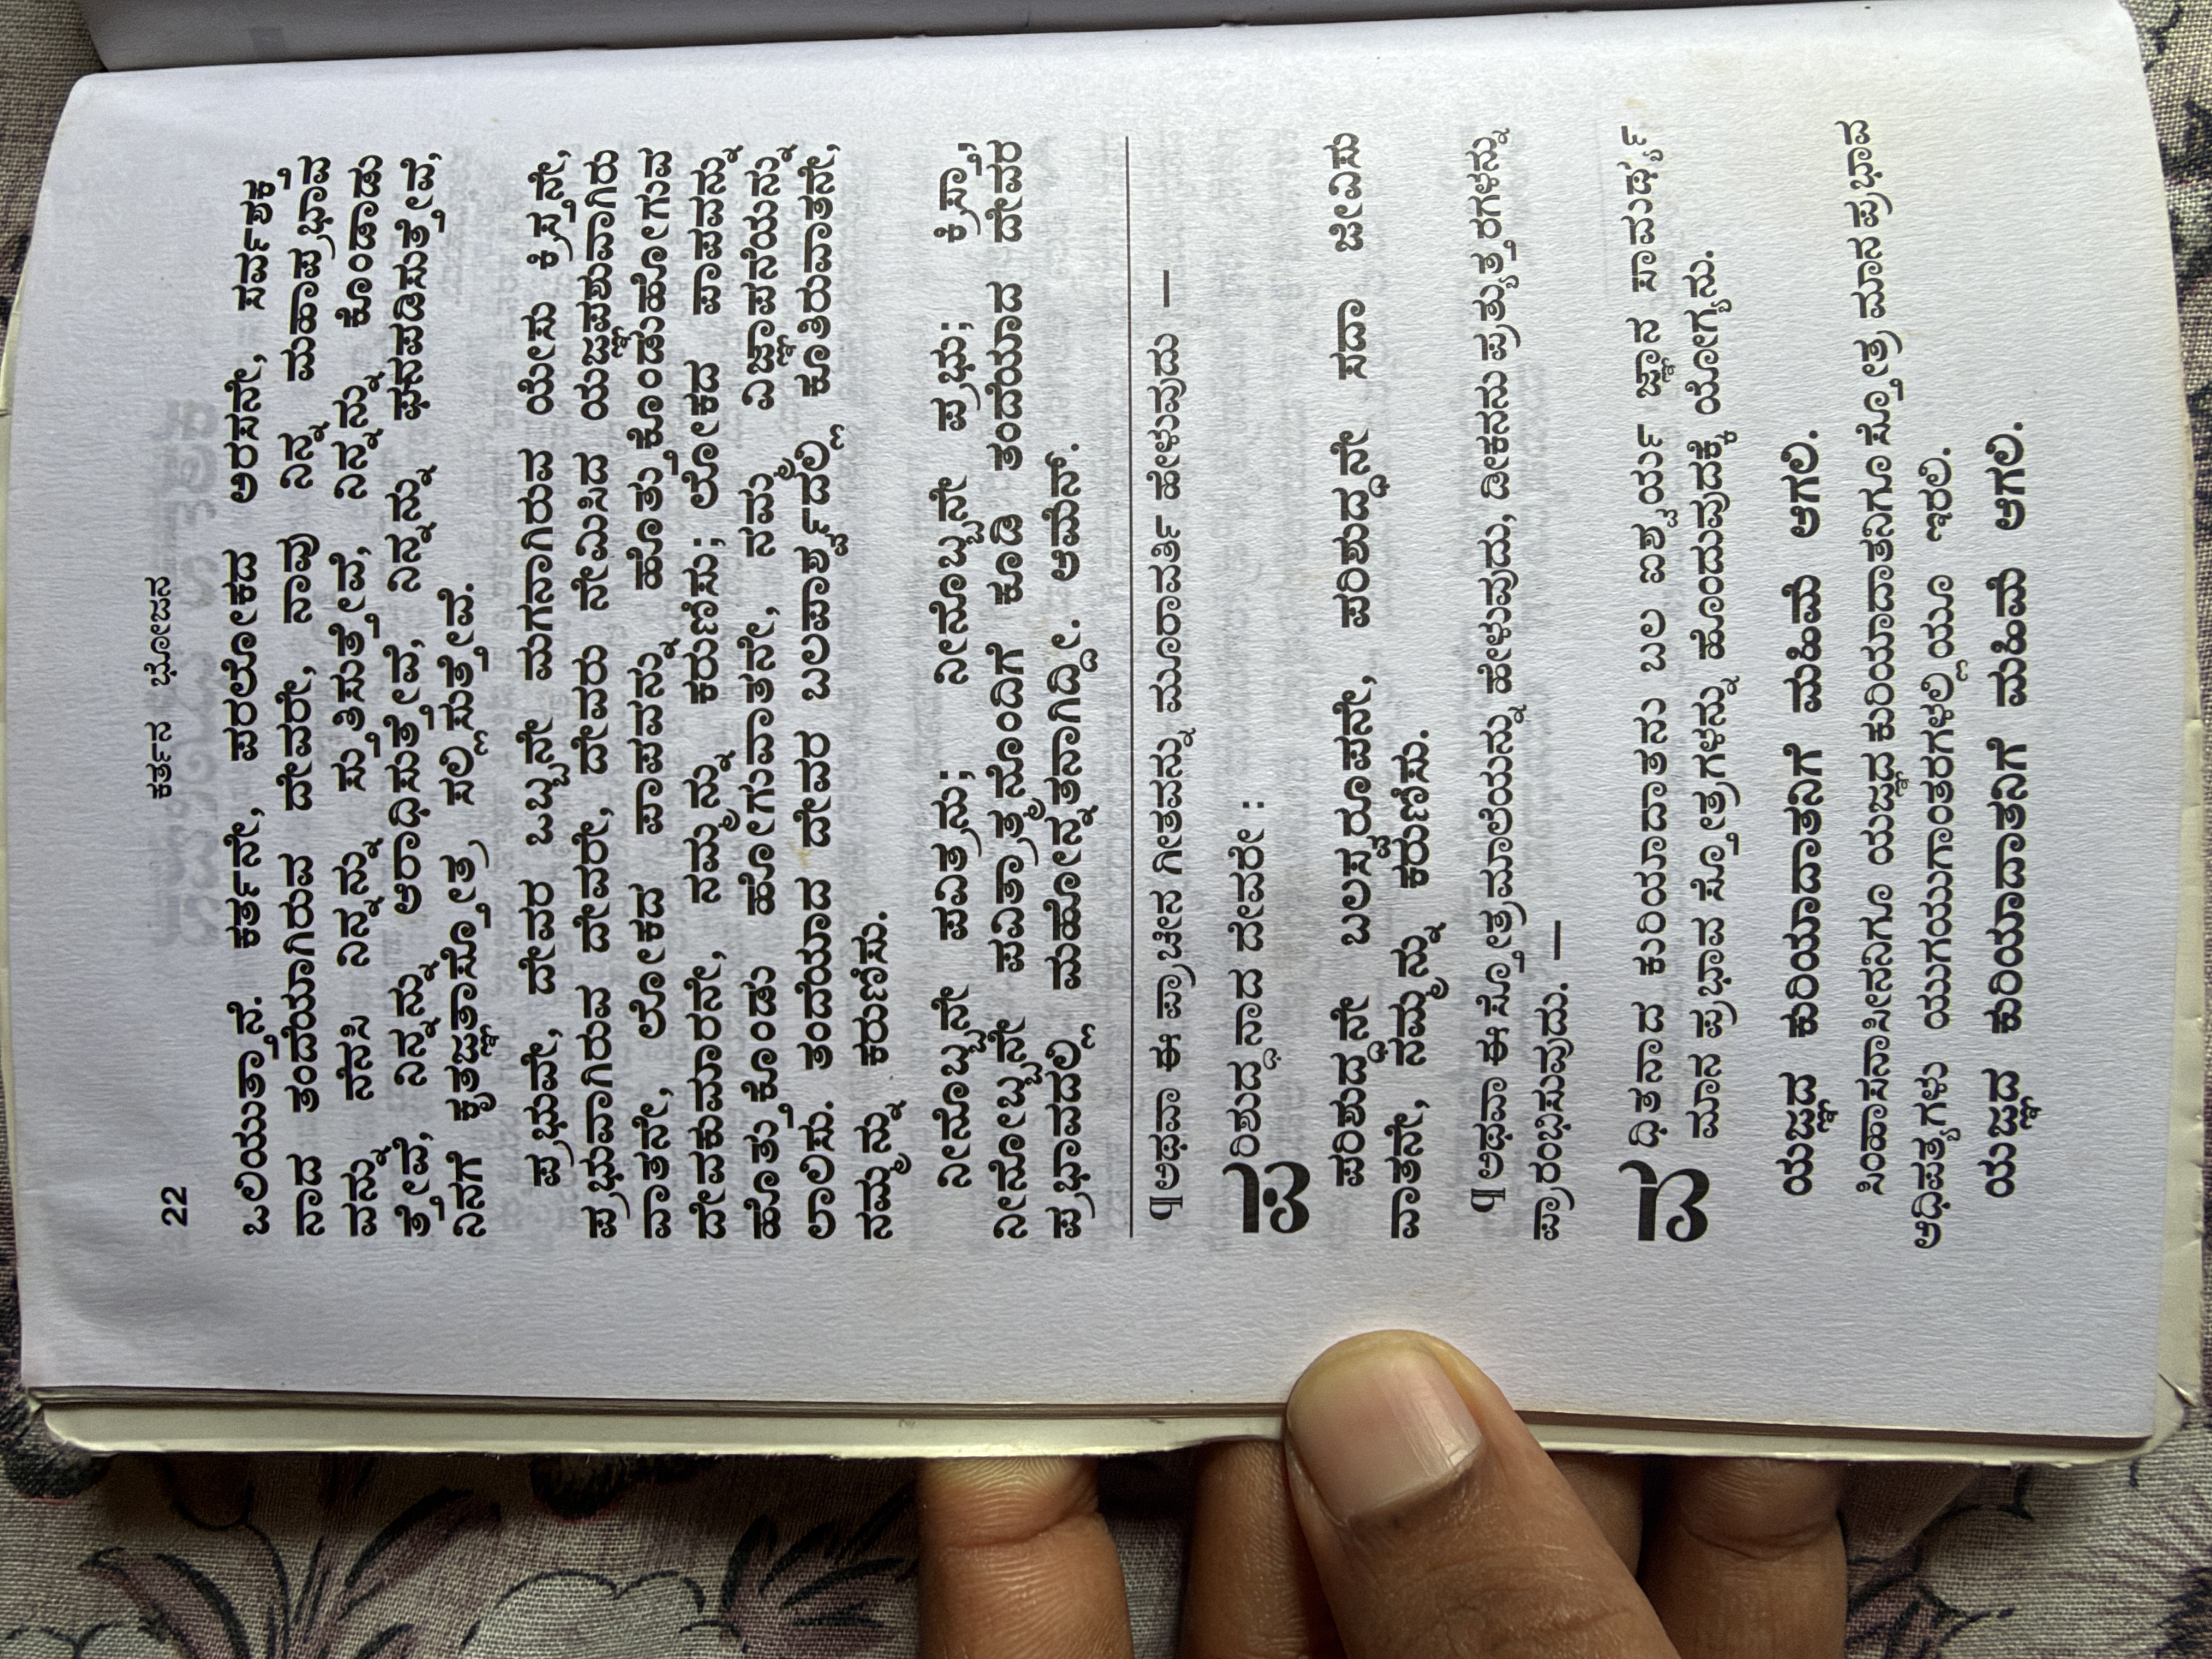 22 ಕರ್ತನ ಭೋಜನ
ಒಲಿಯುತ್ತಾನೆ. ಕರ್ತನೇ, ಪರಲೋಕದ ಅರಸನೇ, ಸರ್ವಶಕ್ತ
ನಾದ ತಂದೆಯಾಗಿರುವ ದೇವರೇ, ನಾವು ನಿನ್ನ ಮಹಾಪ್ರಭಾವ
ವನ್ನು ನೆನಸಿ ನಿನ್ನನ್ನು ಸ್ತುತಿಸುತ್ತೇವೆ, ನಿನ್ನನ್ನು ಕೊಂಡಾಡು
ತ್ತೇವೆ, ನಿನ್ನನ್ನು ಆರಾಧಿಸುತ್ತೇವೆ, ನಿನ್ನನ್ನು ಘನಪಡಿಸುತ್ತೇವೆ,
ನಿನಗೆ ಕೃತಜ್ಞತಾಸ್ತೋತ್ರ ಸಲ್ಲಿಸುತ್ತೇವೆ.
ಪ್ರಭುವೇ, ದೇವರ ಒಬ್ಬನೇ ಮಗನಾಗಿರುವ ಯೇಸು ಕ್ರಿಸ್ತನೇ,
ಪ್ರಭುವಾಗಿರುವ ದೇವರೇ, ದೇವರು ನೇಮಿಸಿದ ಯಜ್ಞಪಶುವಾಗಿರು
ವಾತನೇ, ಲೋಕದ ಪಾಪವನ್ನು ಹೊತ್ತುಕೊಂಡುಹೋಗುವ
ದೇವಕುಮಾರನೇ, ನಮ್ಮನ್ನು ಕರುಣಿಸು; ಲೋಕದ ಪಾಪವನ್ನು
ಹೊತ್ತುಕೊಂಡು ಹೋಗುವಾತನೇ, ನಮ್ಮ ವಿಜ್ಞಾಪನೆಯನ್ನು
ಲಾಲಿಸು. ತಂದೆಯಾದ ದೇವರ ಬಲಪಾರ್ಶ್ವದಲ್ಲಿ ಕೂತಿರುವಾತನೇ,
ನಮ್ಮನ್ನು ಕರುಣಿಸು.
ನೀನೊಬ್ಬನೇ ಪವಿತ್ರನು; ನೀನೊಬ್ಬನೇ ಪ್ರಭು; ಕ್ರಿಸ್ತಾ,
ನೀನೋಬ್ಬನೇ ಪವಿತ್ರಾತ್ಮನೊಂದಿಗೆ ಕೂಡಿ ತಂದೆಯಾದ ದೇವರ
ಪ್ರಭಾವದಲ್ಲಿ ಮಹೋನ್ನತನಾಗಿದ್ದೀ. ಆಮೆನ್.
¶ ಅಥವಾ ಈ ಪ್ರಾಚೀನ ಗೀತವನ್ನು ಮೂರಾವರ್ತಿ ಹೇಳುವುದು —
ಪರಿಶುದ್ಧನಾದ ದೇವರೇ :
ಪರಿಶುದ್ಧನೇ ಬಲಸ್ವರೂಪನೇ, ಪರಿಶುದ್ಧನೇ ಸದಾ ಜೀವಿಸು
ವಾತನೇ, ನಮ್ಮನ್ನು ಕರುಣಿಸು.
¶ ಅಥವಾ ಈ ಸ್ತೋತ್ರಮಾಲೆಯನ್ನು ಹೇಳುವುದು, ಡೀಕನನು ಪ್ರತ್ಯುತ್ತರಗಳನ್ನು
ಪ್ರಾರಂಭಿಸುವುದು. —
ವಧಿತನಾದ ಕುರಿಯಾದಾತನು ಬಲ ಐಶ್ವರ್ಯ ಜ್ಞಾನ ಸಾಮರ್ಥ್ಯ
ಮಾನ ಪ್ರಭಾವ ಸ್ತೋತ್ರಗಳನ್ನು ಹೊಂದುವುದಕ್ಕೆ ಯೋಗ್ಯನು.
ಯಜ್ಞದ ಕುರಿಯಾದಾತನಿಗೆ ಮಹಿಮೆ ಆಗಲಿ.
ಸಿಂಹಾಸನಾಸೀನನಿಗೂ ಯಜ್ಞದ ಕುರಿಯಾದಾತನಿಗೂ ಸ್ತೋತ್ರ ಮಾನ ಪ್ರಭಾವ
ಆಧಿಪತ್ಯಗಳು ಯುಗಯುಗಾಂತರಗಳಲ್ಲಿಯೂ ಇರಲಿ.
ಯಜ್ಞದ ಕುರಿಯಾದಾತನಿಗೆ ಮಹಿಮೆ ಆಗಲಿ.